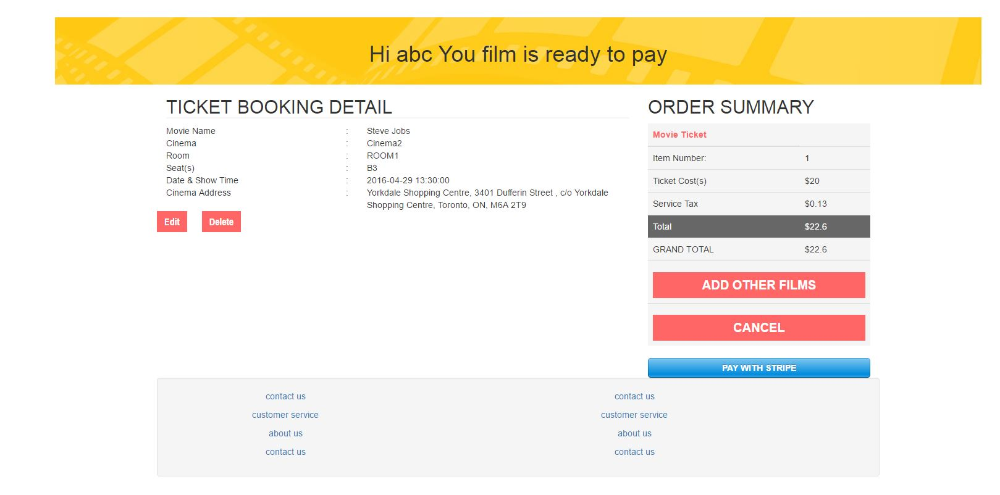 Hi abc You film is ready to pay
TICKET BOOKING DETAIL
Movie Name : Steve Jobs
Cinema : Cinema2
Room : ROOM1
Seat(s) : B3
Date & Show Time : 2016-04-29 13:30:00
Cinema Address : Yorkdale Shopping Centre, 3401 Dufferin Street , c/o Yorkdale
Shopping Centre, Toronto, ON, M6A 2T9
Edit Delete
ORDER SUMMARY
Movie Ticket
Item Number: 1
Ticket Cost(s) $20
Service Tax $0.13
Total $22.6
GRAND TOTAL $22.6
ADD OTHER FILMS
CANCEL
PAY WITH STRIPE
contact us
customer service
about us
contact us
contact us
customer service
about us
contact us